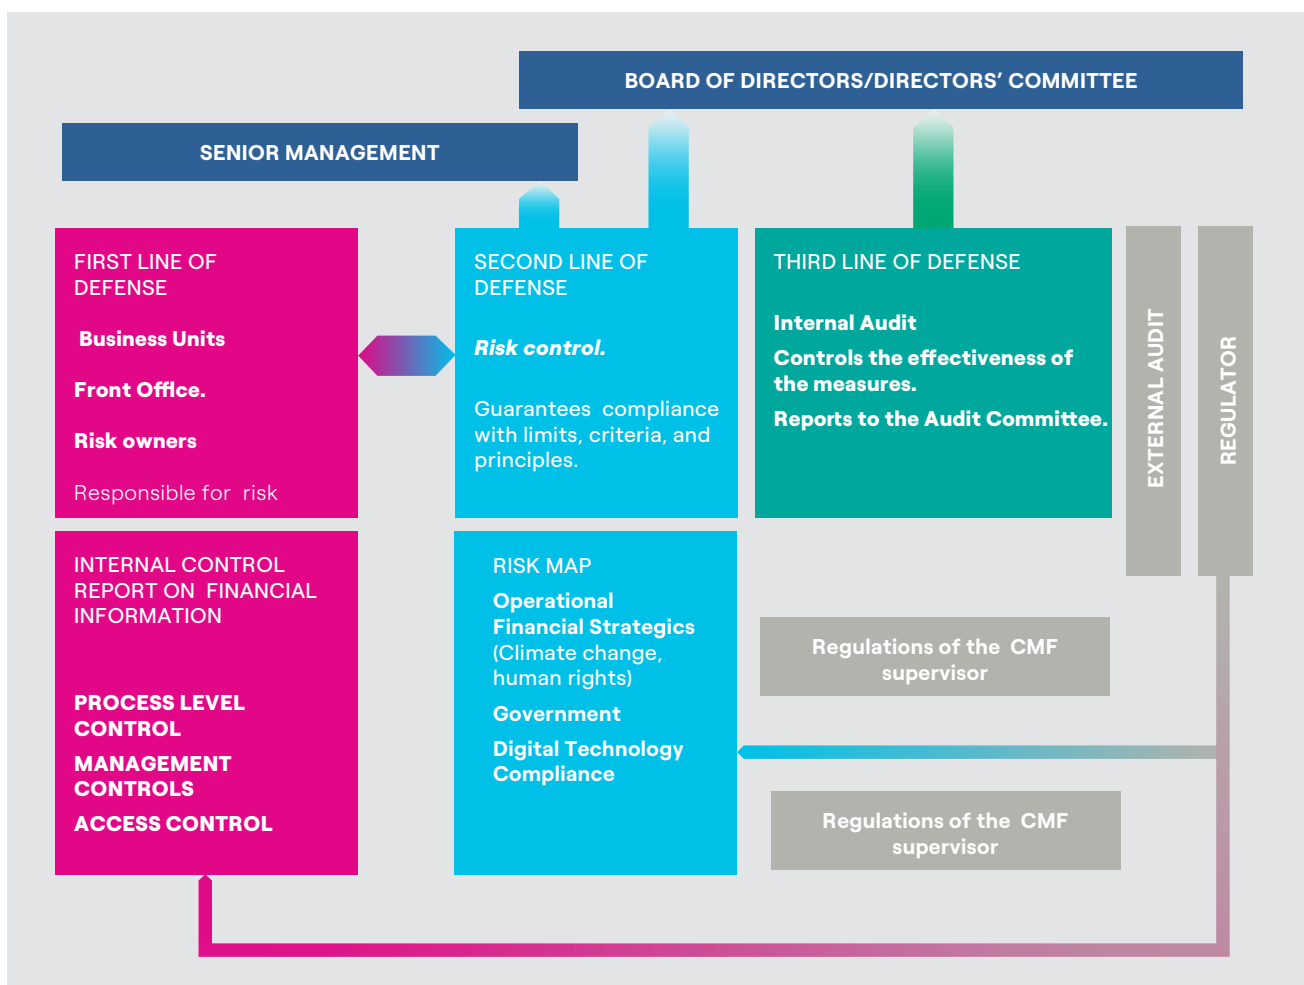 BOARD OF DIRECTORS/DIRECTORS’ COMMITTEE
SENIOR MANAGEMENT
FIRST LINE OF
DEFENSE
Business Units
Front Office.
Risk owners
Responsible for risk
SECOND LINE OF
DEFENSE
Risk control.
Guarantees compliance
with limits, criteria, and
principles.
THIRD LINE OF DEFENSE
Internal Audit
Controls the effectiveness of
the measures.
Reports to the Audit Committee.
EXTERNAL AUDIT
REGULATOR
INTERNAL CONTROL
REPORT ON FINANCIAL
INFORMATION
PROCESS LEVEL
CONTROL
MANAGEMENT
CONTROLS
ACCESS CONTROL
RISK MAP
Operational
Financial Strategics
(Climate change,
human rights)
Government
Digital Technology
Compliance
Regulations of the CMF
supervisor
Regulations of the CMF
supervisor